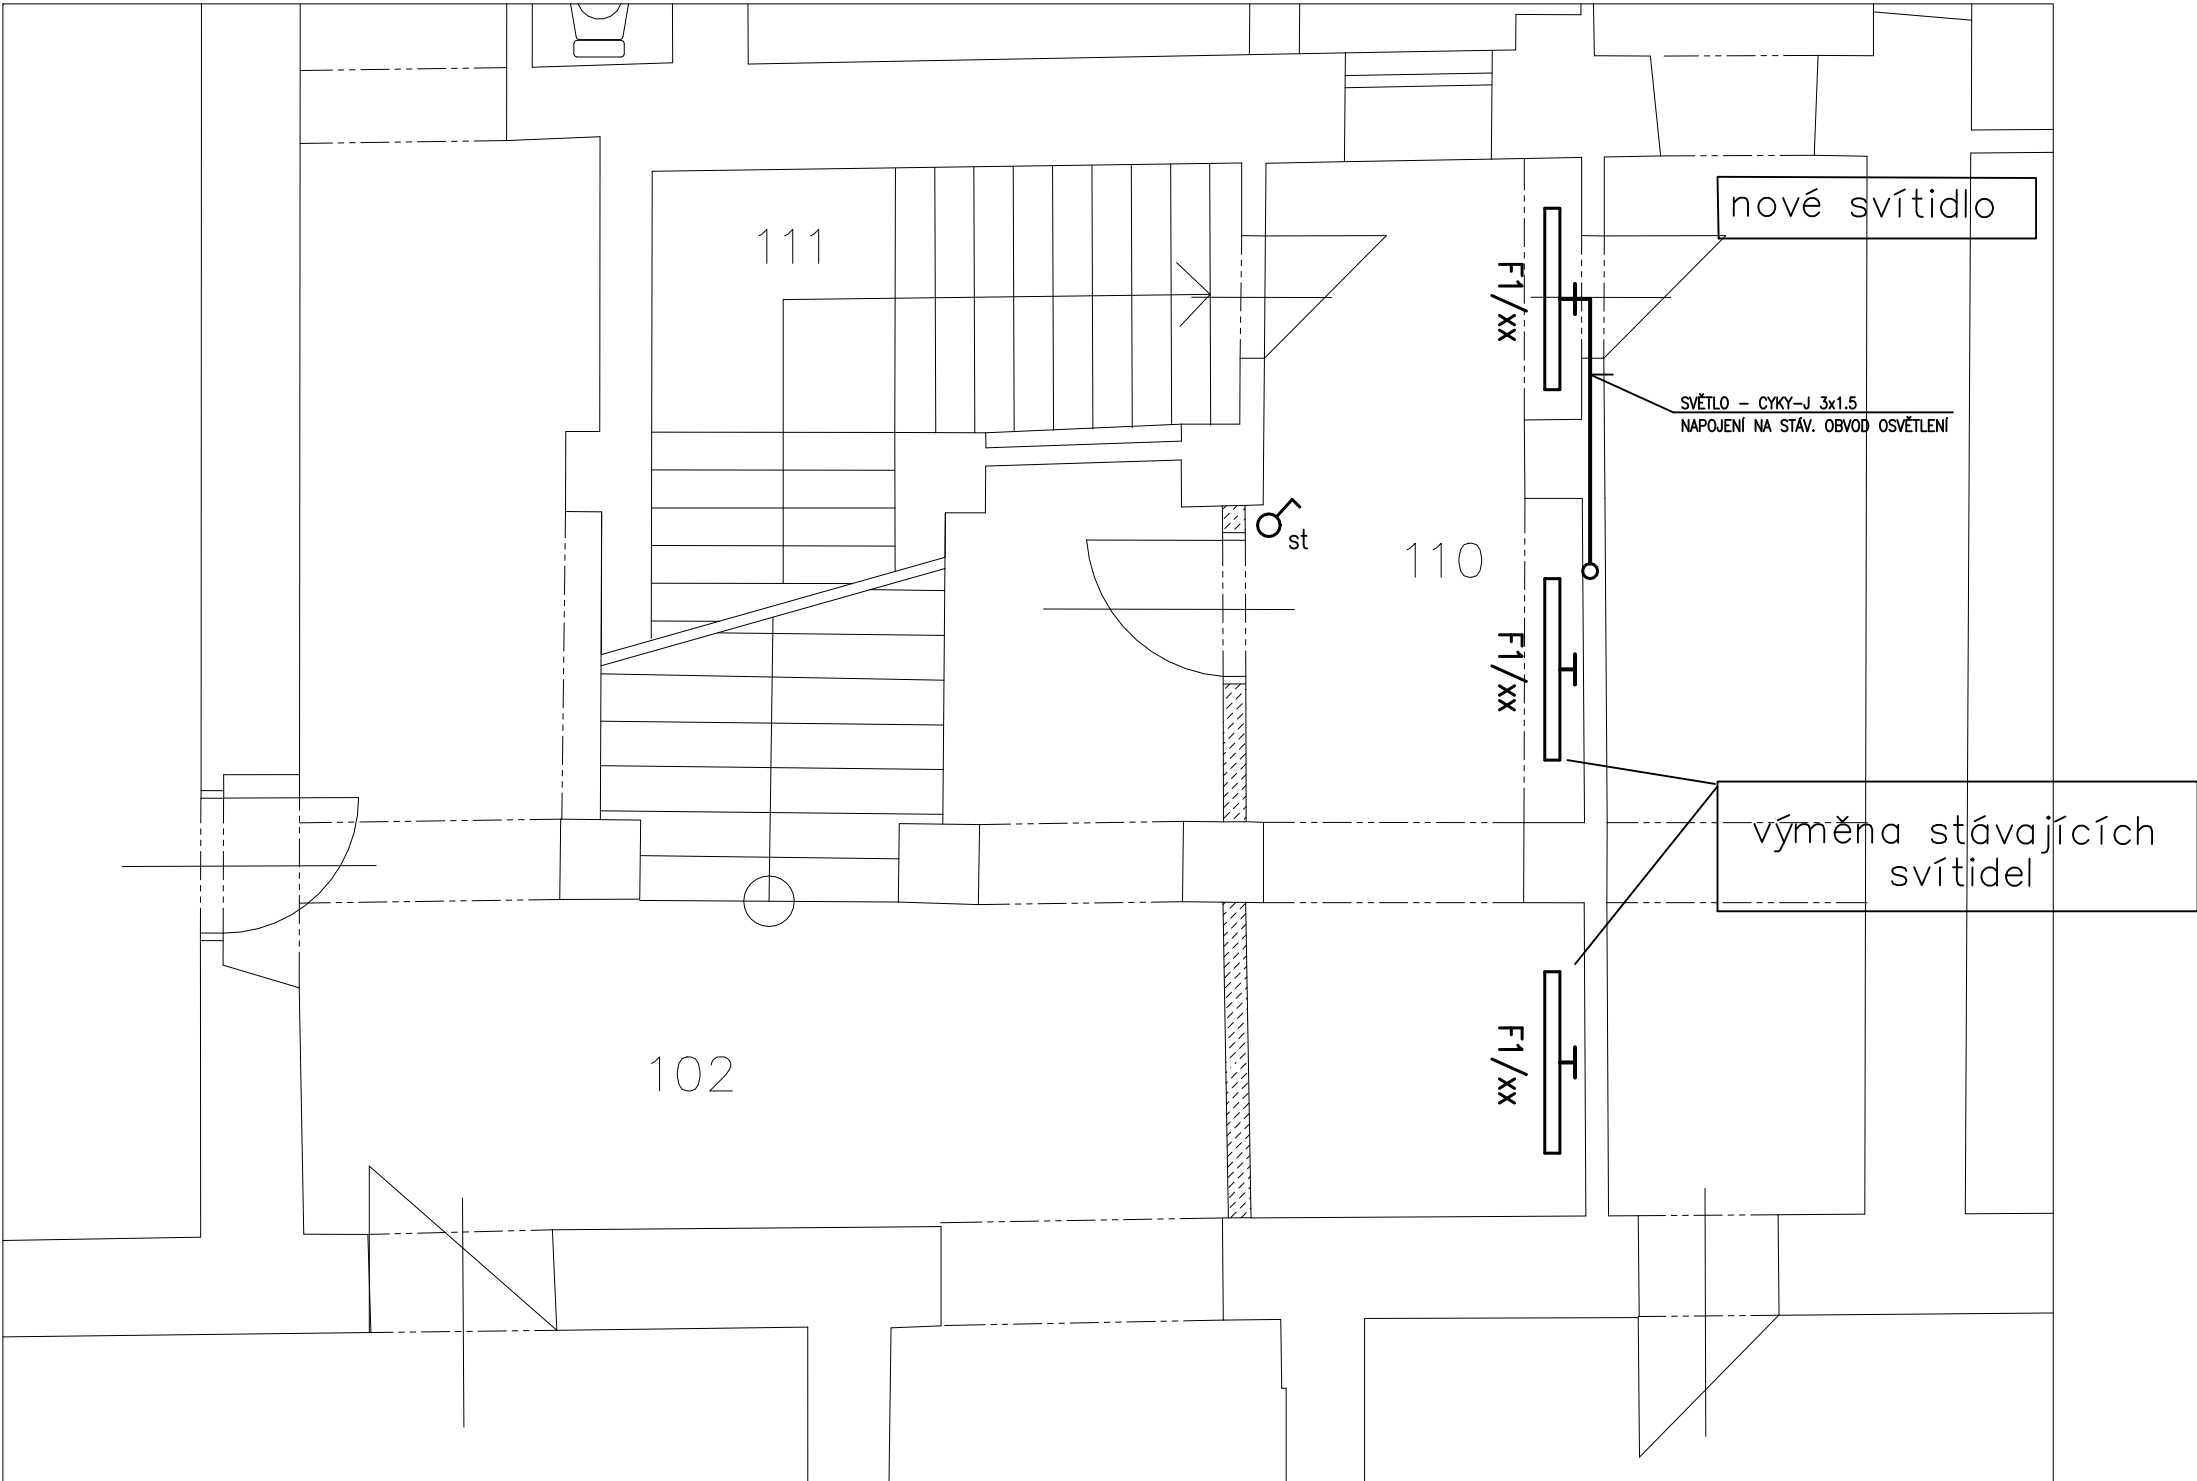 nové svítidlo
111
F1/xx
SVĚTLO - CYKY-J 3x1.5
NAPOJENÍ NA STÁV. OBVOD OSVĚTLENÍ
st
110
F1/xx
výměna stávajících
svítidel
102
F1/xx